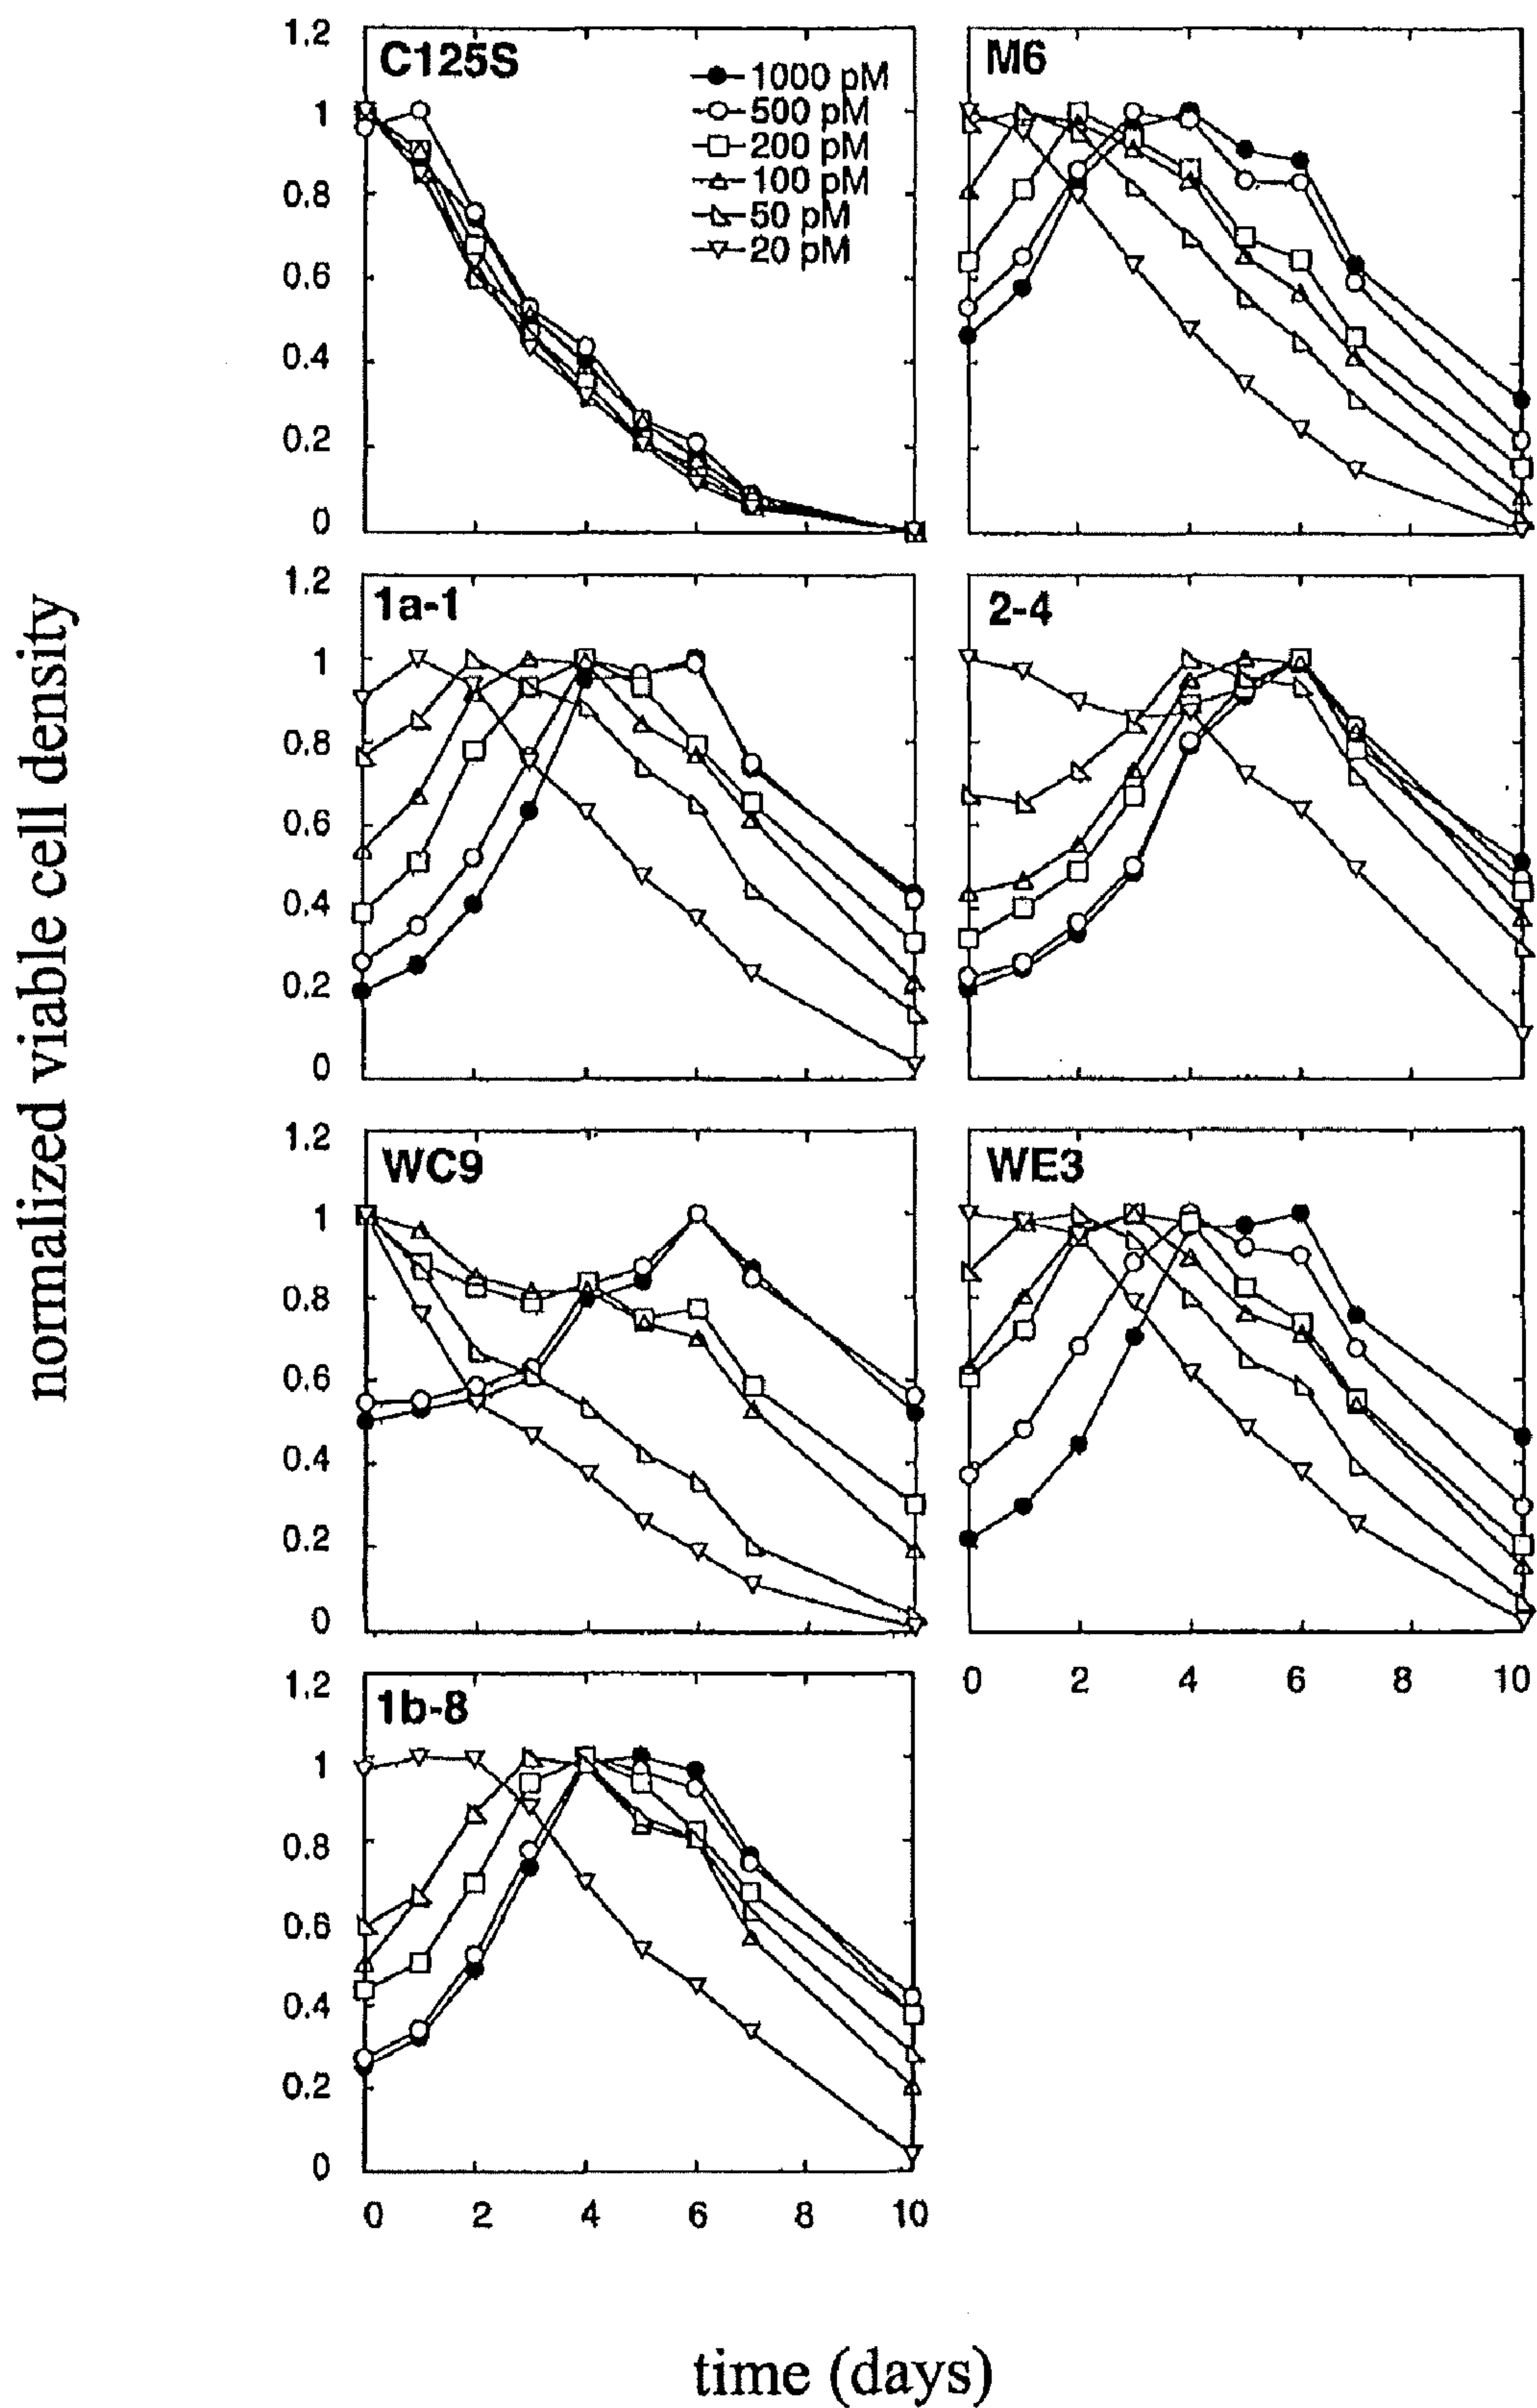 normalized viable cell density
1.2
1
0.8
0.6
0.4
0.2
0
C125S
1000 pM
500 pM
200 pM
100 pM
50 pM
20 pM
M6
1.2
1
0.8
0.6
0.4
0.2
0
1a-1
2-4
1.2
1
0.8
0.6
0.4
0.2
0
WC9
WE3
0 2 4 6 8 10
1.2
1
0.8
0.6
0.4
0.2
0
1b-8
0 2 4 6 8 10
time (days)